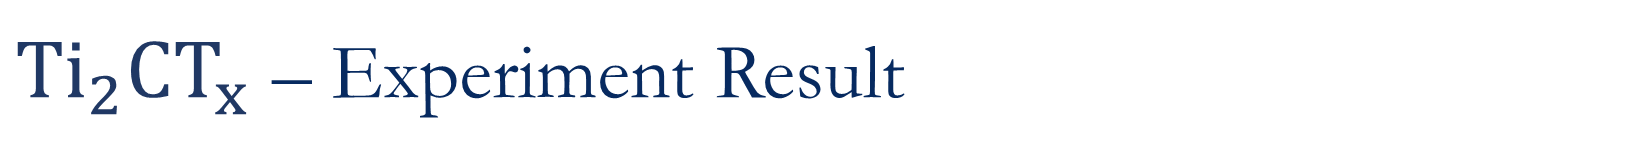 Ti₂CTₓ – Experiment Result